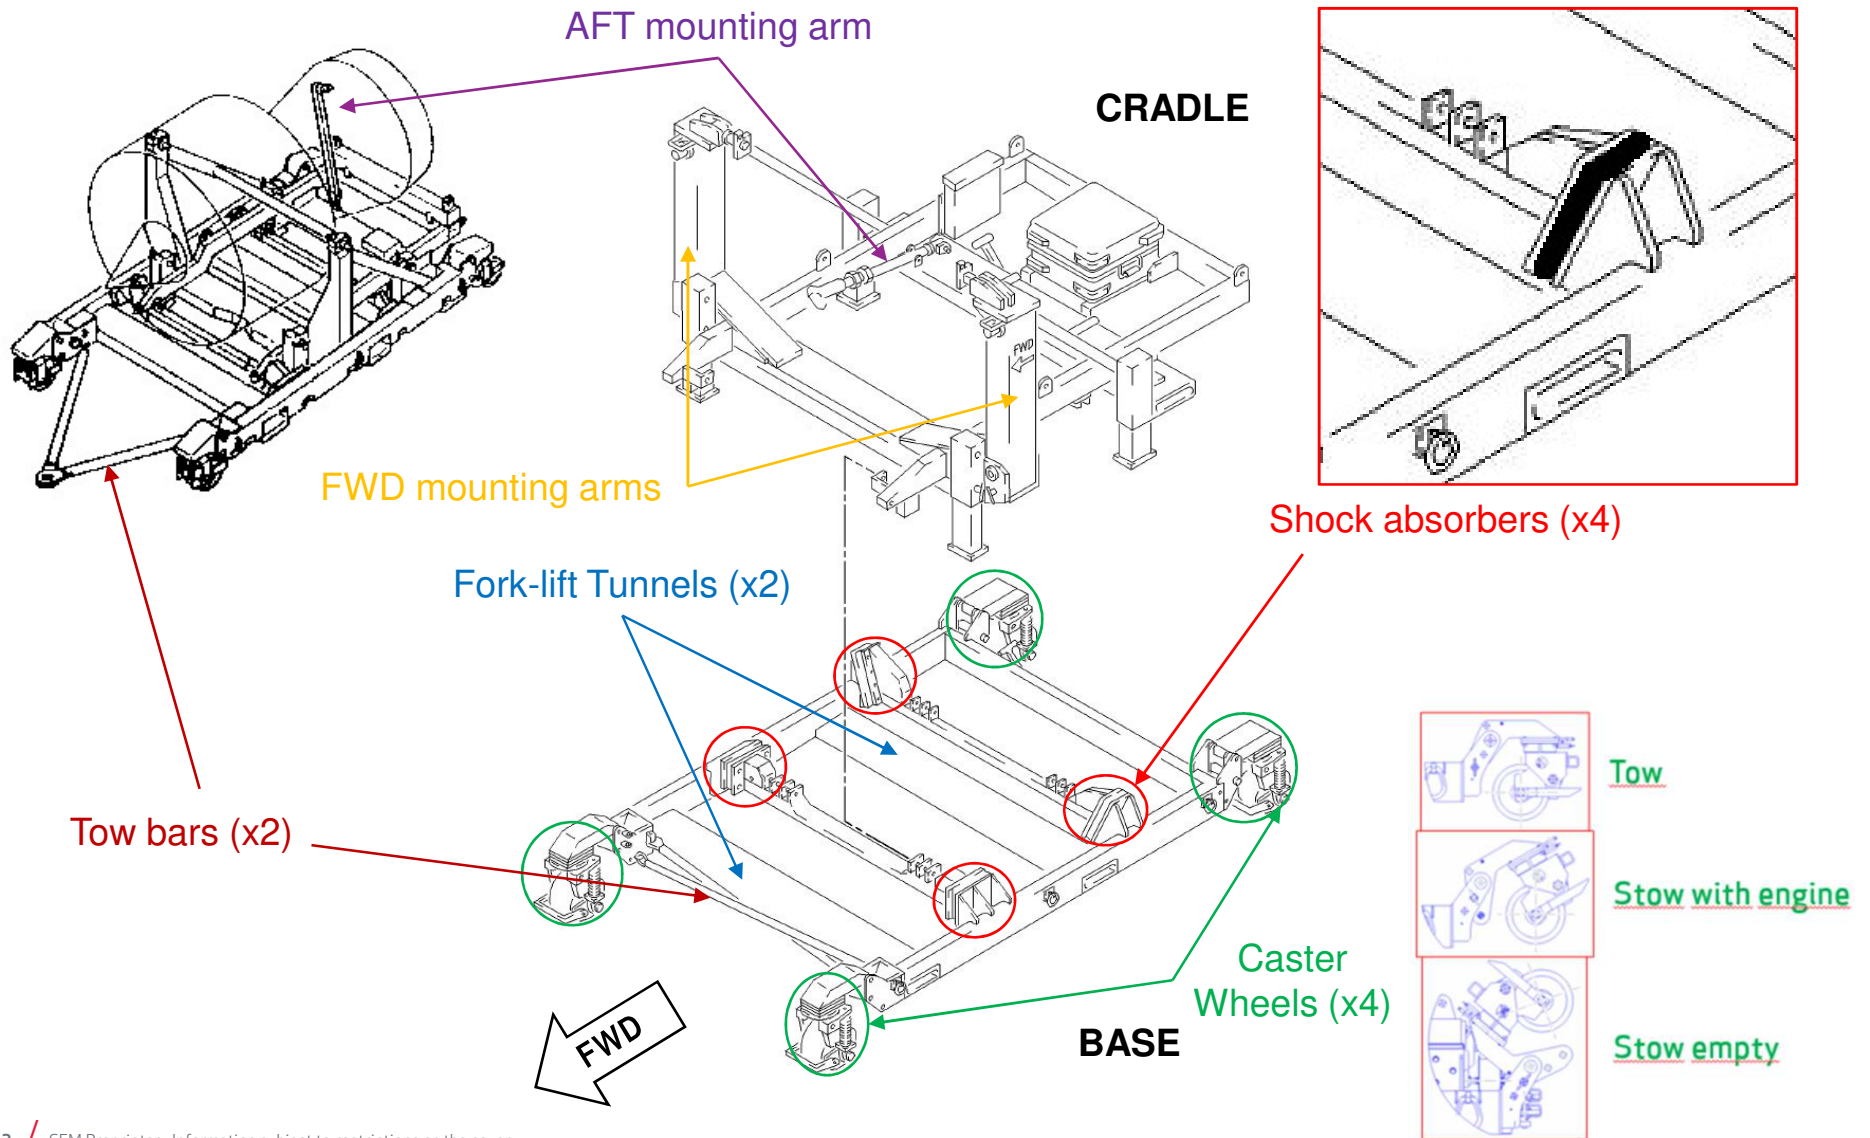 AFT mounting arm
CRADLE
FWD
FWD mounting arms
Shock absorbers (x4)
Fork-lift Tunnels (x2)
Tow
Tow bars (x2)
Stow with engine
Caster
Wheels (x4)
FWD
BASE
Stow empty